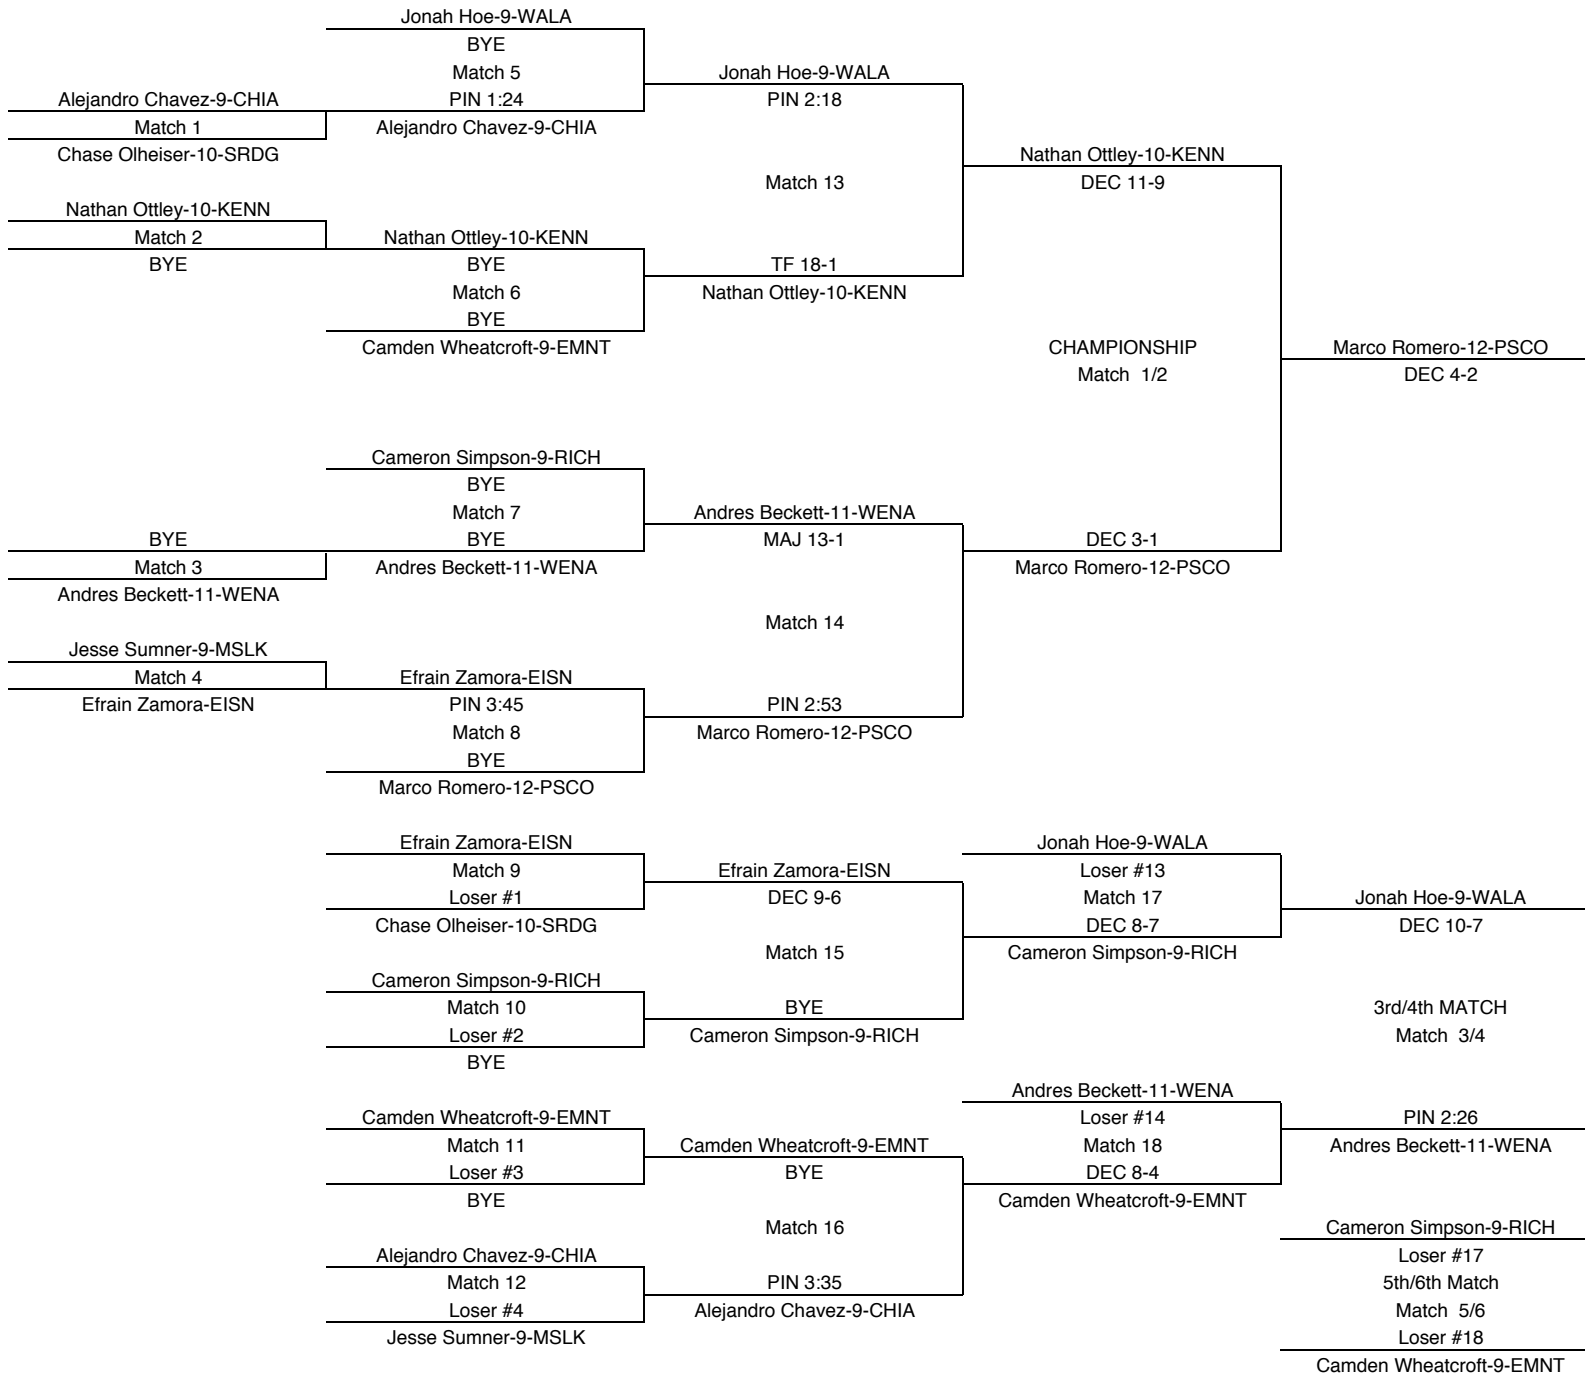 Jonah Hoe-9-WALA
BYE
Match 5
Jonah Hoe-9-WALA
Alejandro Chavez-9-CHIA
PIN 1:24
PIN 2:18
Match 1
Alejandro Chavez-9-CHIA
Chase Olheiser-10-SRDG
Nathan Ottley-10-KENN
Match 13
DEC 11-9
Nathan Ottley-10-KENN
Match 2
Nathan Ottley-10-KENN
BYE
BYE
TF 18-1
Match 6
Nathan Ottley-10-KENN
BYE
Camden Wheatcroft-9-EMNT
CHAMPIONSHIP
Marco Romero-12-PSCO
Match 1/2
DEC 4-2
Cameron Simpson-9-RICH
BYE
Match 7
Andres Beckett-11-WENA
BYE
BYE
MAJ 13-1
DEC 3-1
Match 3
Andres Beckett-11-WENA
Marco Romero-12-PSCO
Andres Beckett-11-WENA
Match 14
Jesse Sumner-9-MSLK
Match 4
Efrain Zamora-EISN
Efrain Zamora-EISN
PIN 3:45
PIN 2:53
Match 8
Marco Romero-12-PSCO
BYE
Marco Romero-12-PSCO
Efrain Zamora-EISN
Jonah Hoe-9-WALA
Match 9
Efrain Zamora-EISN
Loser #13
Loser #1
DEC 9-6
Match 17
Jonah Hoe-9-WALA
Chase Olheiser-10-SRDG
DEC 8-7
DEC 10-7
Match 15
Cameron Simpson-9-RICH
Cameron Simpson-9-RICH
Match 10
BYE
3rd/4th MATCH
Loser #2
Cameron Simpson-9-RICH
Match 3/4
BYE
Andres Beckett-11-WENA
Camden Wheatcroft-9-EMNT
Loser #14
PIN 2:26
Match 11
Camden Wheatcroft-9-EMNT
Match 18
Andres Beckett-11-WENA
Loser #3
BYE
DEC 8-4
BYE
Camden Wheatcroft-9-EMNT
Match 16
Cameron Simpson-9-RICH
Alejandro Chavez-9-CHIA
Loser #17
Match 12
PIN 3:35
5th/6th Match
Loser #4
Alejandro Chavez-9-CHIA
Match 5/6
Jesse Sumner-9-MSLK
Loser #18
Camden Wheatcroft-9-EMNT